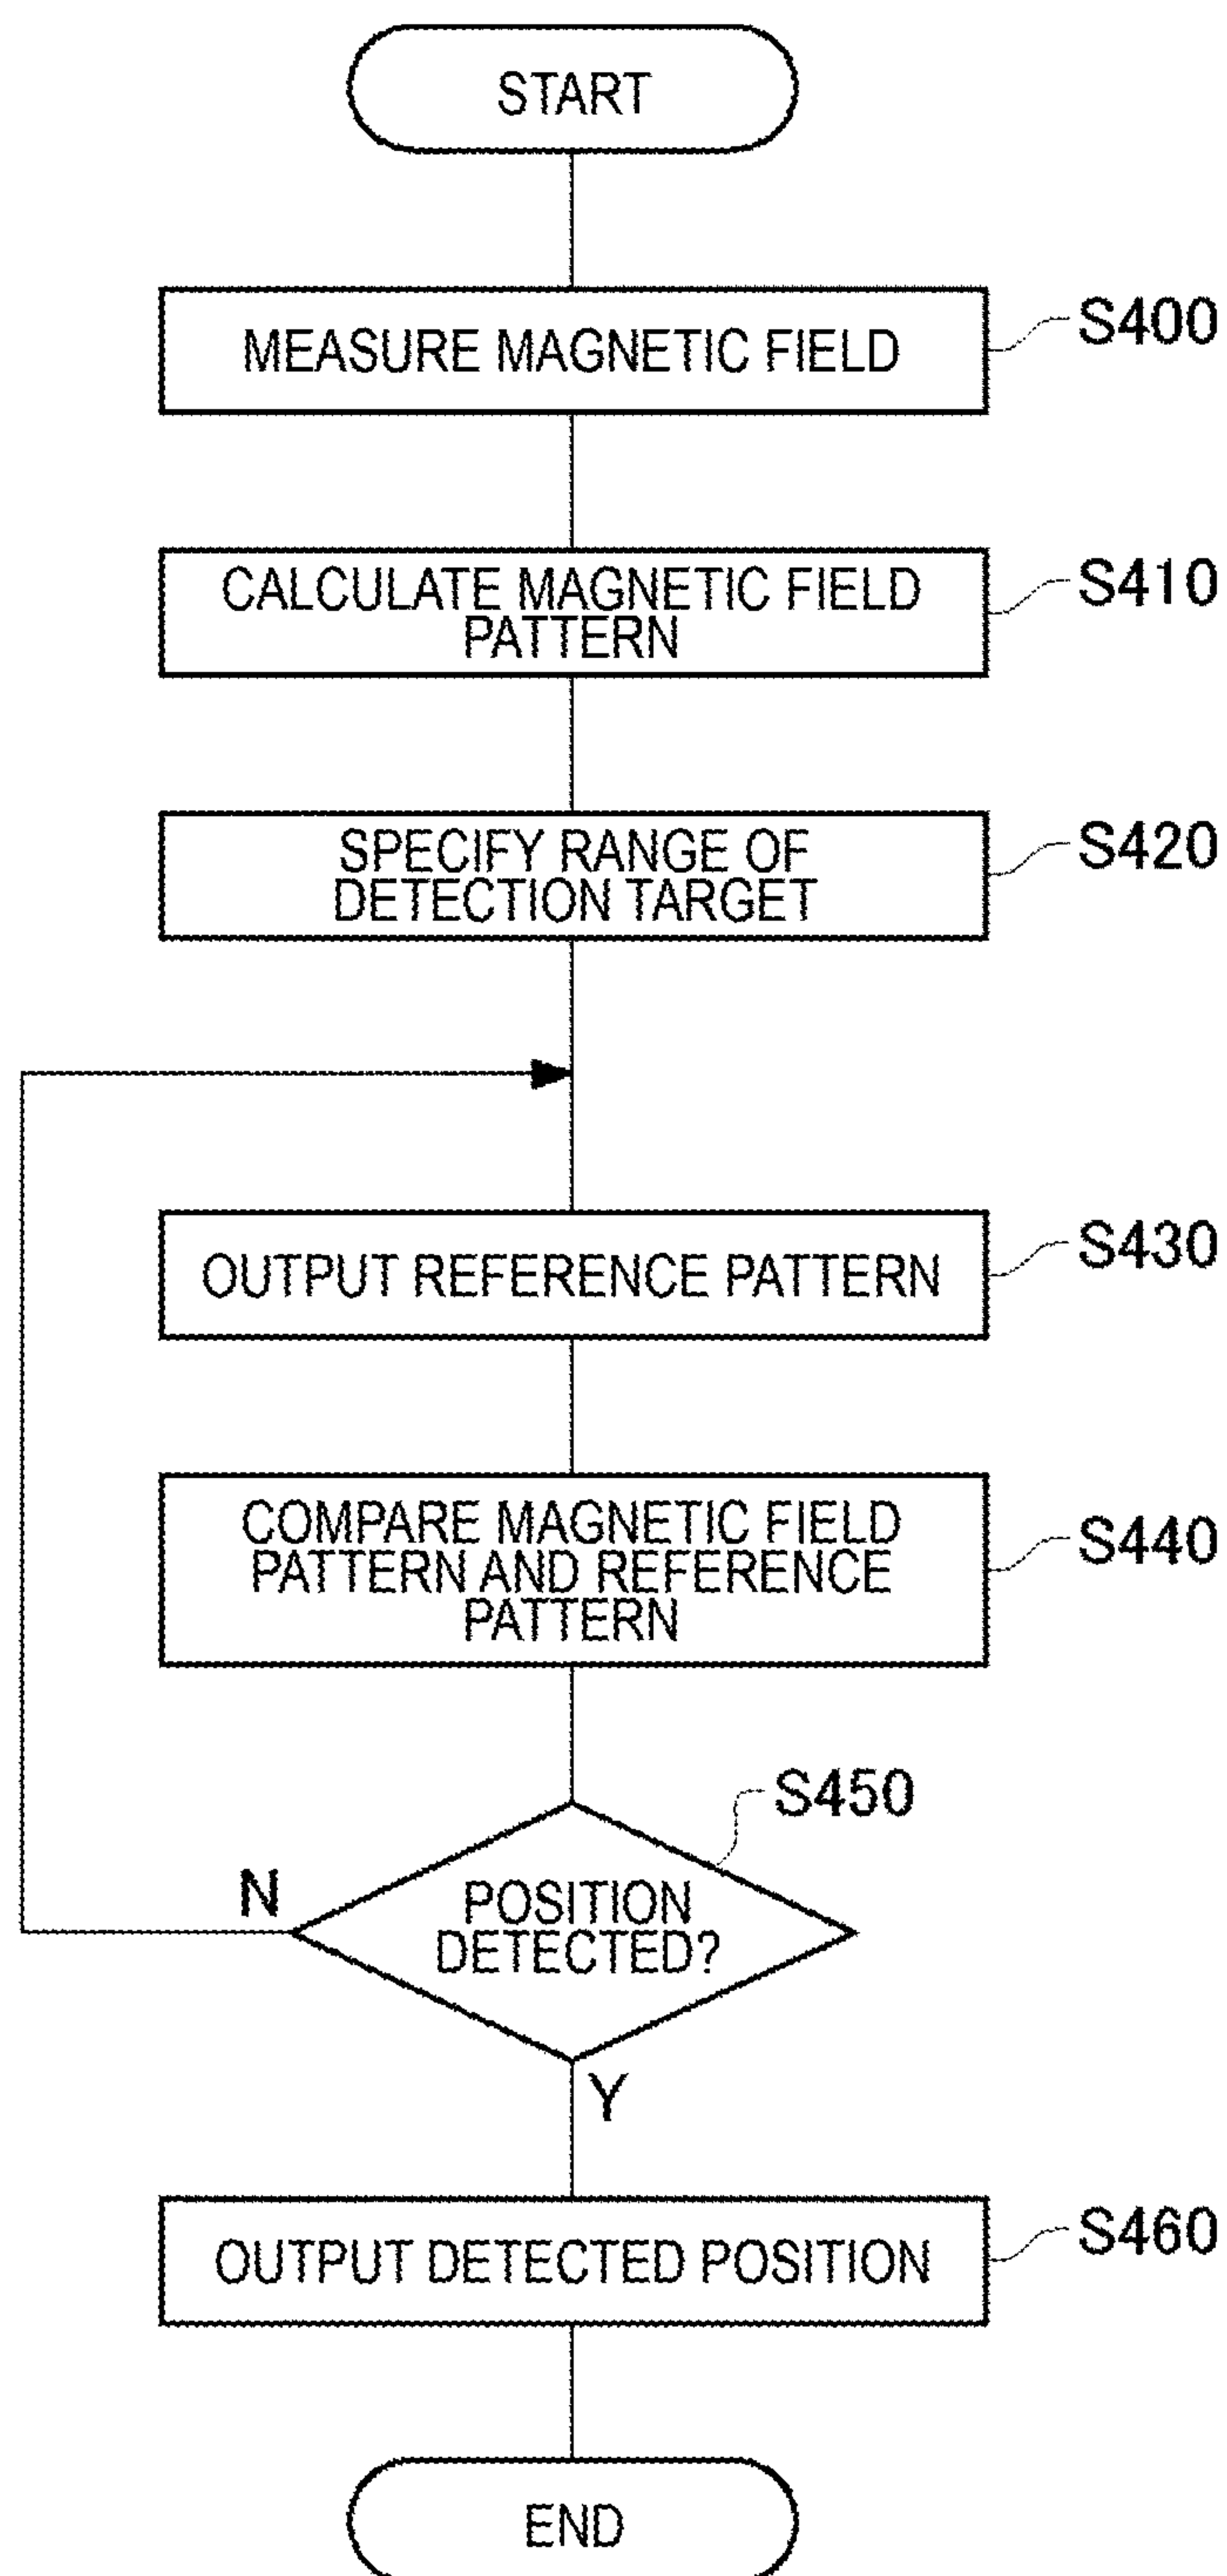 START
MEASURE MAGNETIC FIELD
S400
CALCULATE MAGNETIC FIELD
PATTERN
S410
SPECIFY RANGE OF
DETECTION TARGET
S420
OUTPUT REFERENCE PATTERN
S430
COMPARE MAGNETIC FIELD
PATTERN AND REFERENCE
PATTERN
S440
S450
N
POSITION
DETECTED?
Y
OUTPUT DETECTED POSITION
S460
END